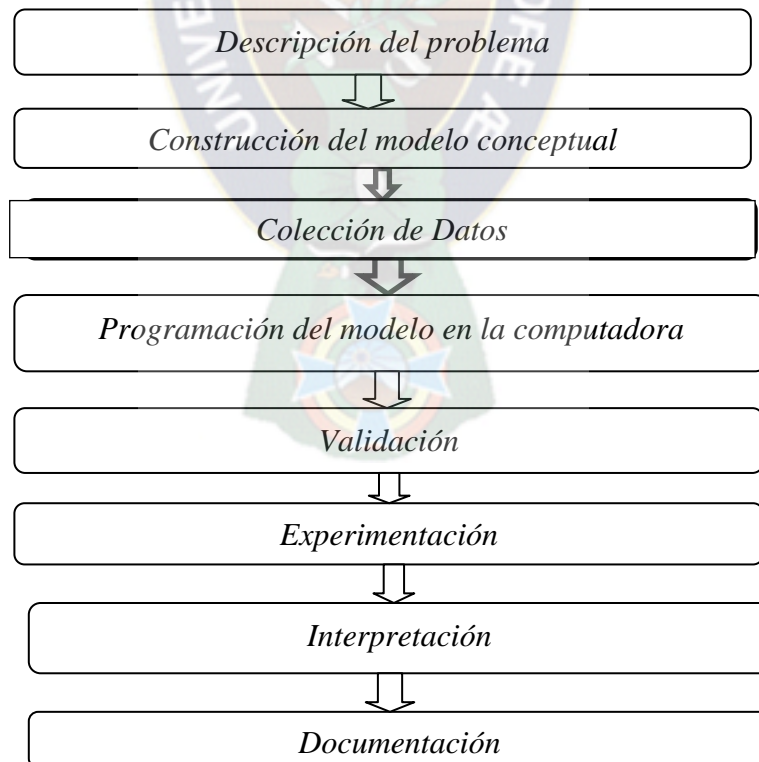 Descripción del problema
Construcción del modelo conceptual
Colección de Datos
Programación del modelo en la computadora
Validación
Experimentación
Interpretación
Documentación